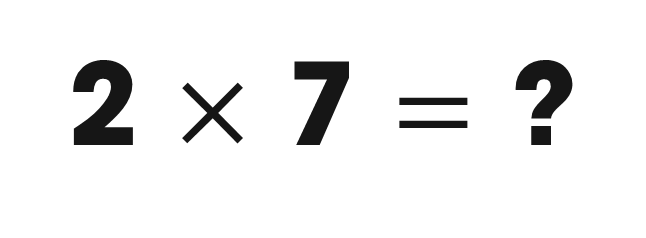 2 × 7 = ?